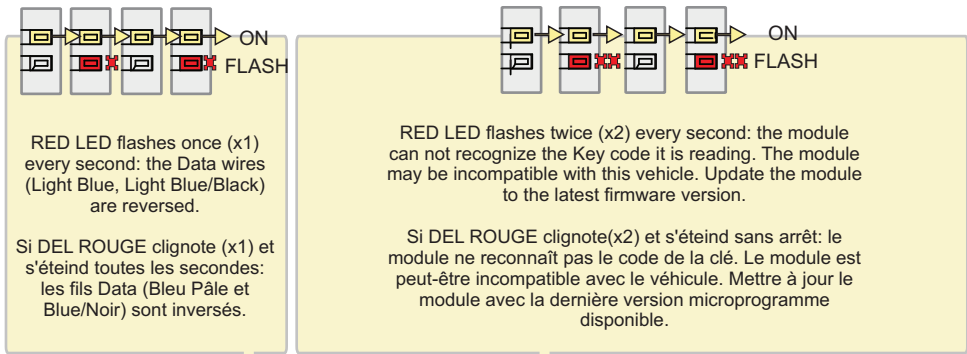 ON
FLASH
RED LED flashes once (x1)
every second: the Data wires
(Light Blue, Light Blue/Black)
are reversed.
Si DEL ROUGE clignote (x1) et
s'éteind toutes les secondes:
les fils Data (Bleu Pâle et
Blue/Noir) sont inversés.
ON
FLASH
RED LED flashes twice (x2) every second: the module
can not recognize the Key code it is reading. The module
may be incompatible with this vehicle. Update the module
to the latest firmware version.
Si DEL ROUGE clignote(x2) et s'éteind sans arrêt: le
module ne reconnaît pas le code de la clé. Le module est
peut-être incompatible avec le véhicule. Mettre à jour le
module avec la dernière version microprogramme
disponible.